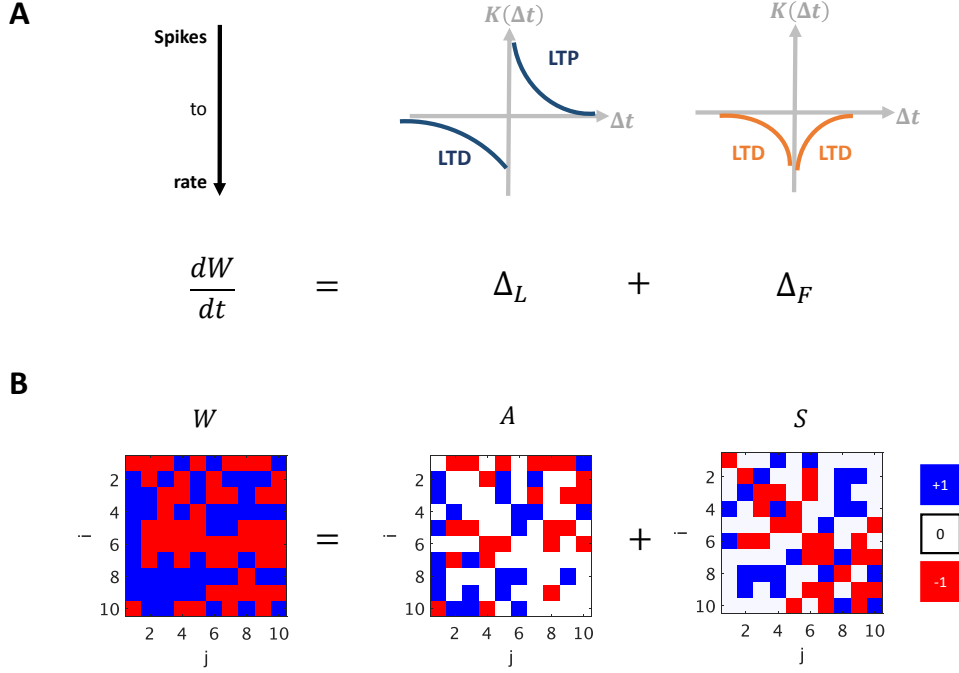 A
Spikes
to
rate
K(Δt)
LTP
LTD
Δt
K(Δt)
LTD
LTD
Δt
dW
dt
=
Δ_L
+
Δ_F
B
W
A
S
2
4
6
8
10
i
2 4 6 8 10
j
=
2
4
6
8
10
i
2 4 6 8 10
j
+
2
4
6
8
10
i
2 4 6 8 10
j
+1
0
-1